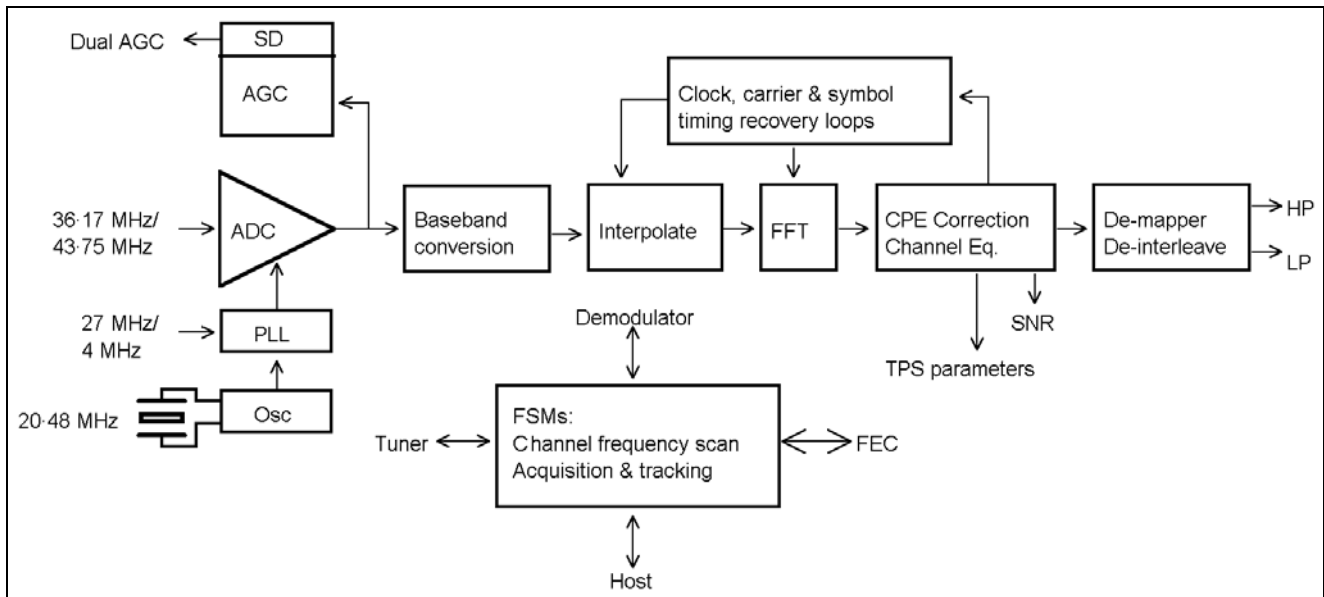 Dual AGC
SD
AGC
Clock, carrier & symbol
timing recovery loops
36·17 MHz/
43·75 MHz
ADC
Baseband
conversion
Interpolate
FFT
CPE Correction
Channel Eq.
De-mapper
De-interleave
HP
LP
27 MHz/
4 MHz
PLL
Demodulator
SNR
TPS parameters
20·48 MHz
Osc
Tuner
FSMs:
Channel frequency scan
Acquisition & tracking
FEC
Host